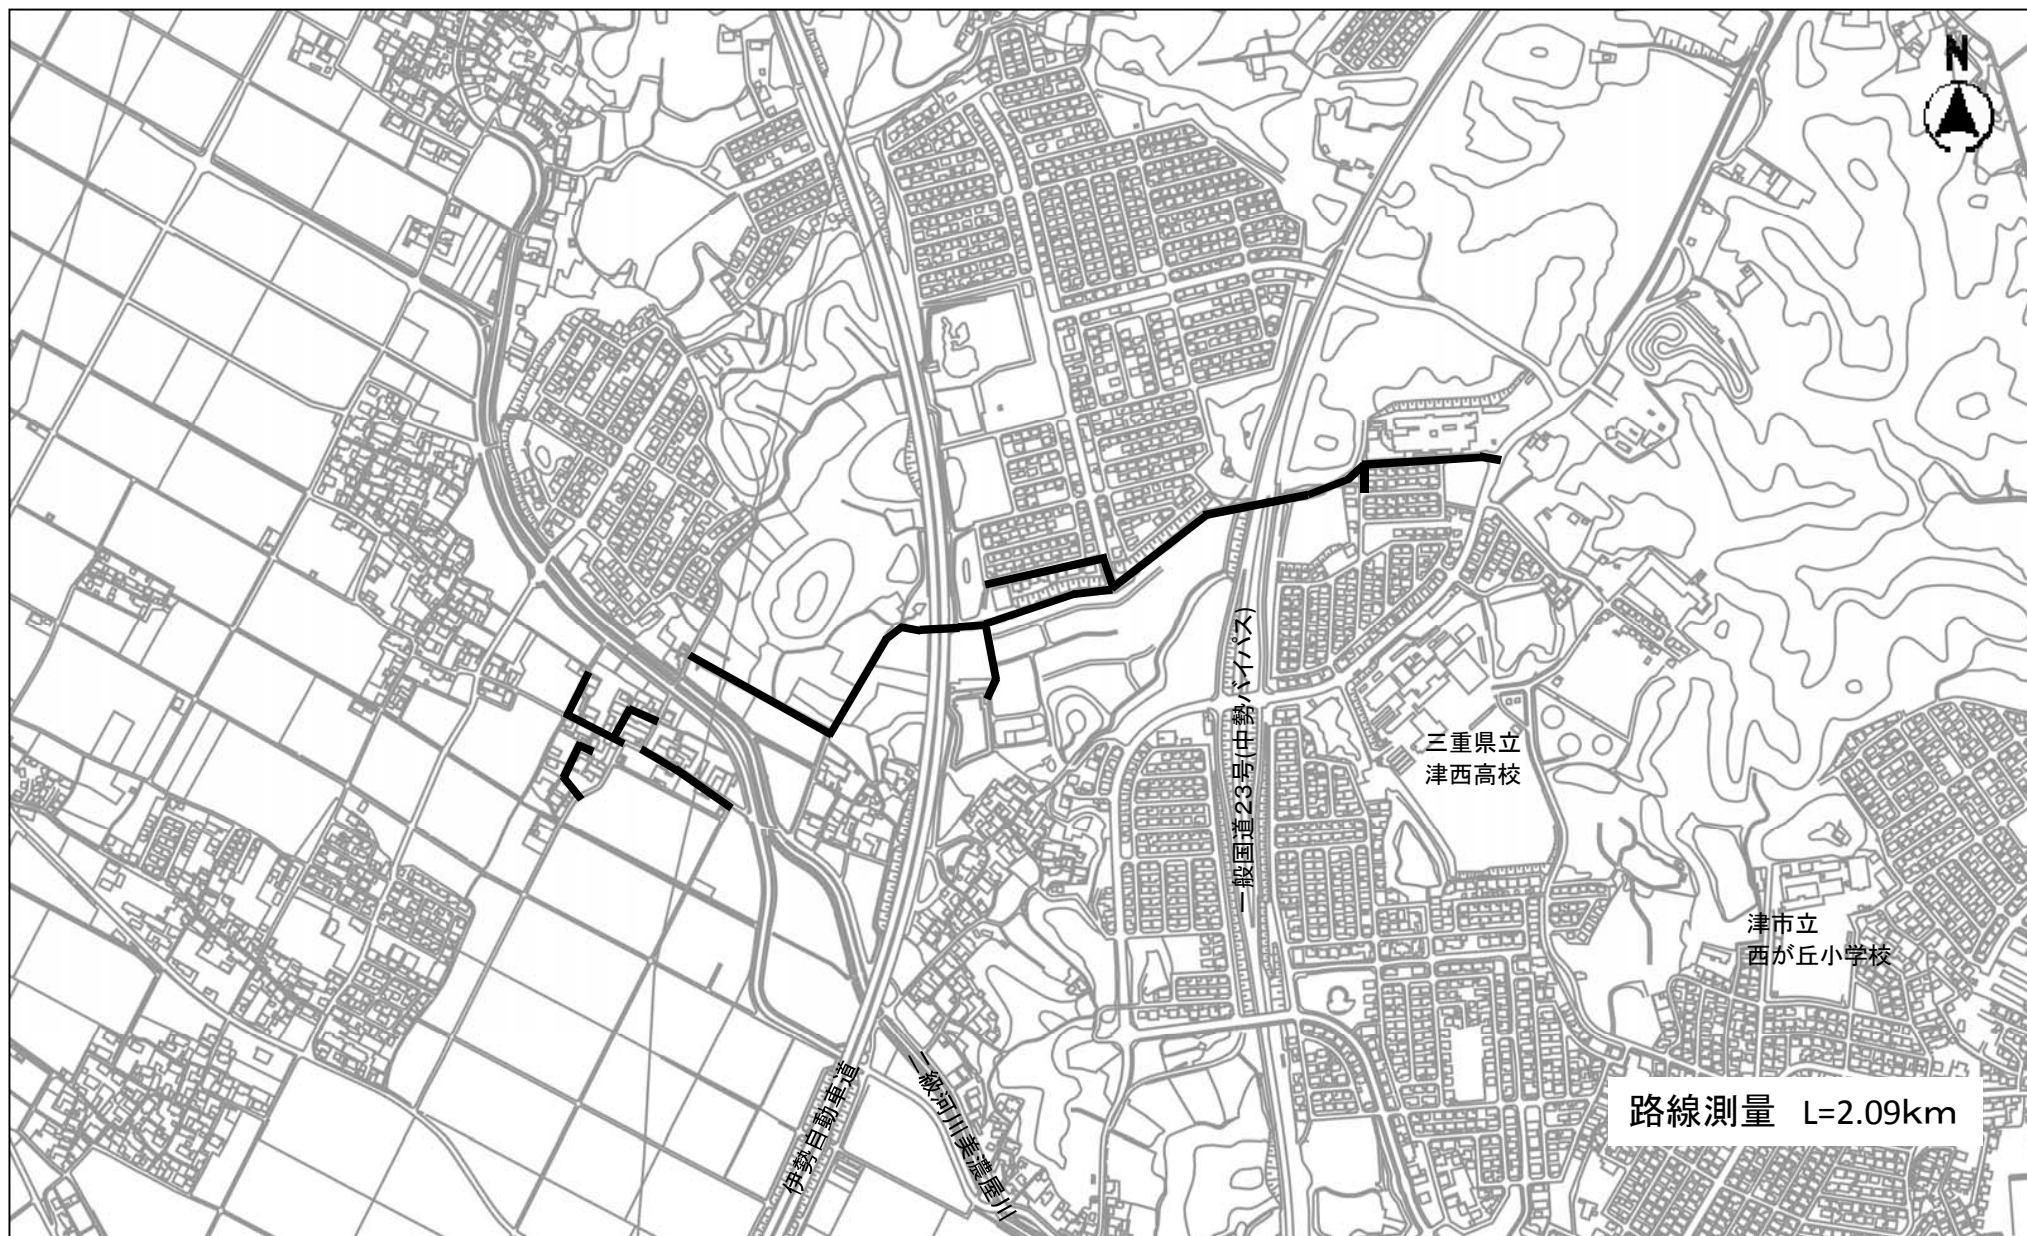 N
一般国道23号(中勢バイパス)
三重県立
津西高校
津市立
西が丘小学校
伊勢自動車道
二級河川美濃屋川
路線測量 L=2.09km